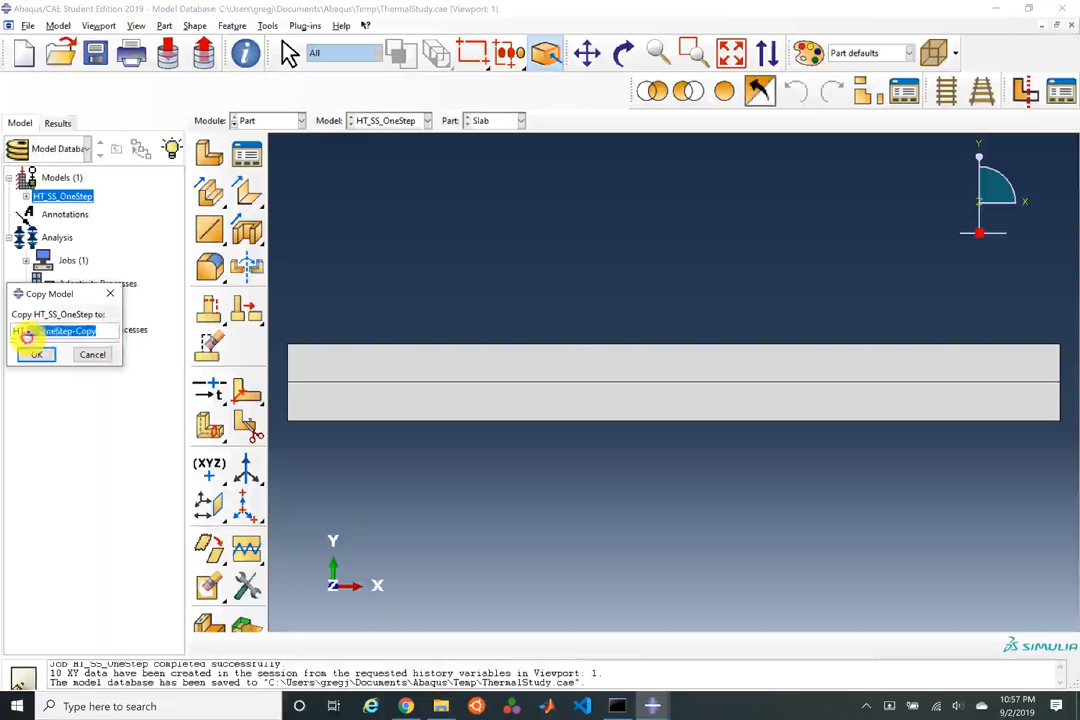 Abaqus/CAE Student Edition 2019 - Model Database: C:\Users\gregj\Documents\Abaqus\Temp\ThermalStudy.cae [Viewport: 1]
File Model Viewport View Part Shape Feature Tools Plug-ins Help
All
Part defaults
Model Results
Module: Part Model: HT_SS_OneStep Part: Slab
Model Databa
Models (1)
HT_SS_OneStep
Annotations
Analysis
Jobs (1)
Copy Model
Copy HT_SS_OneStep to:
OneStep-Copy
OK Cancel
(XYZ)
Y
Z
X
Y
Z
X
SIMULIA
Job HT_SS_OneStep completed successfully.
10 XY data have been created in the session from the requested history variables in Viewport: 1.
The model database has been saved to "C:\Users\gregj\Documents\Abaqus\Temp\ThermalStudy.cae".
Type here to search
10:57 PM
9/2/2019